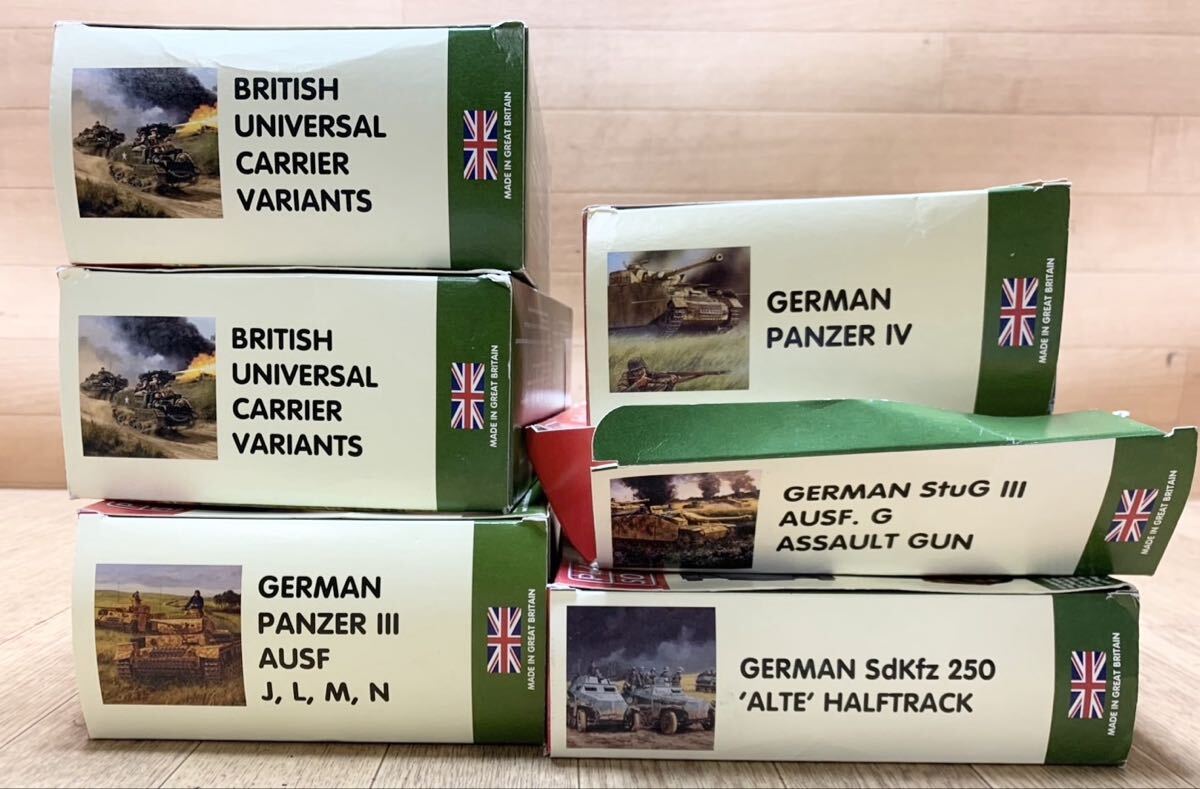 BRITISH
UNIVERSAL
CARRIER
VARIANTS
MADE IN GREAT BRITAIN
BRITISH
UNIVERSAL
CARRIER
VARIANTS
MADE IN GREAT BRITAIN
GERMAN
PANZER III
AUSF
J, L, M, N
MADE IN GREAT BRITAIN
GERMAN
PANZER IV
MADE IN GREAT BRITAIN
GERMAN StuG III
AUSF. G
ASSAULT GUN
MADE IN GREAT BRITAIN
GERMAN SdKfz 250
'ALTE' HALFTRACK
MADE IN GREAT BRITAIN